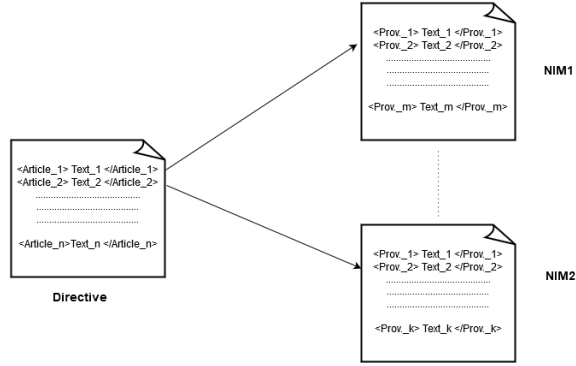 <Prov._1> Text_1 </Prov._1>
<Prov._2> Text_2 </Prov._2>
................................
................................
................................
<Prov._m> Text_m </Prov._m>
NIM1
<Article_1> Text_1 </Article_1>
<Article_2> Text_2 </Article_2>
................................
................................
................................
<Article_n>Text_n </Article_n>
Directive
<Prov._1> Text_1 </Prov._1>
<Prov._2> Text_2 </Prov._2>
................................
................................
................................
<Prov._k> Text_k </Prov._k>
NIM2